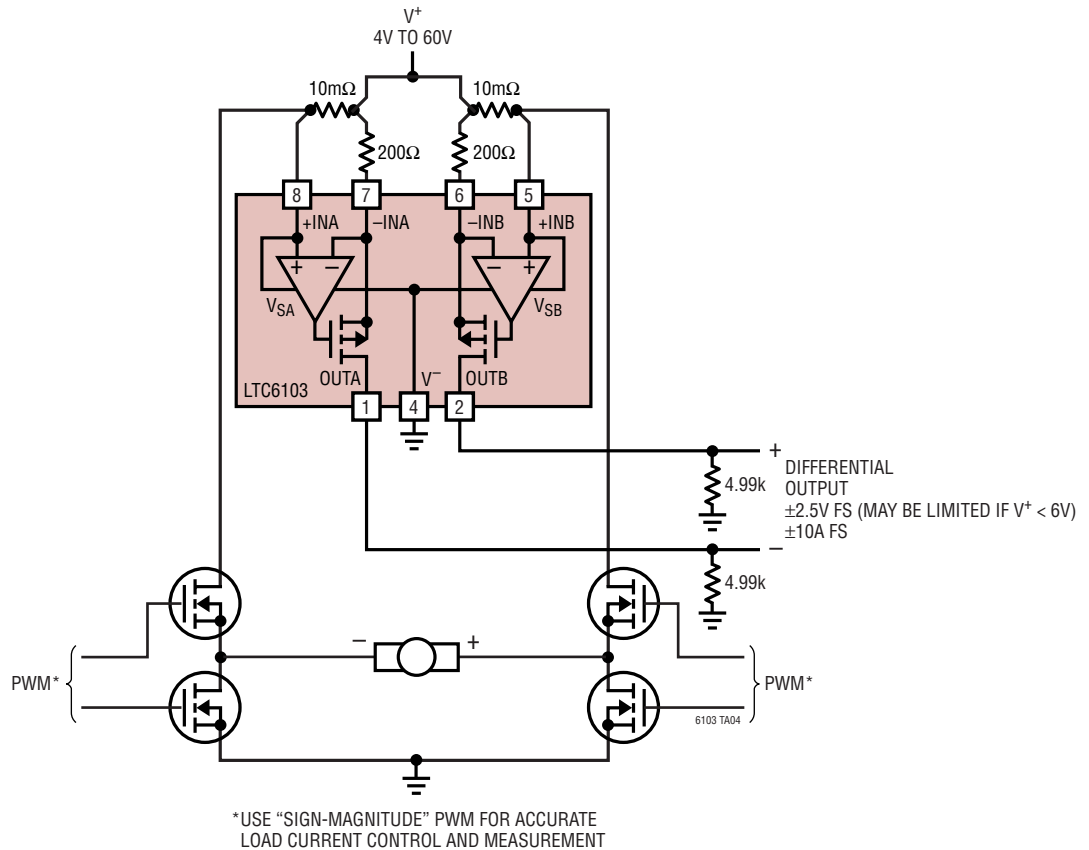 V+
4V TO 60V
10mΩ
10mΩ
200Ω
200Ω
8
7
6
5
+INA
–INA
–INB
+INB
+
–
–
+
VSA
VSB
OUTA
V–
OUTB
LTC6103
1
4
2
+
DIFFERENTIAL
OUTPUT
±2.5V FS (MAY BE LIMITED IF V+ < 6V)
±10A FS
4.99k
–
4.99k
–
+
PWM*
PWM*
6103 TA04
*USE “SIGN-MAGNITUDE” PWM FOR ACCURATE
LOAD CURRENT CONTROL AND MEASUREMENT